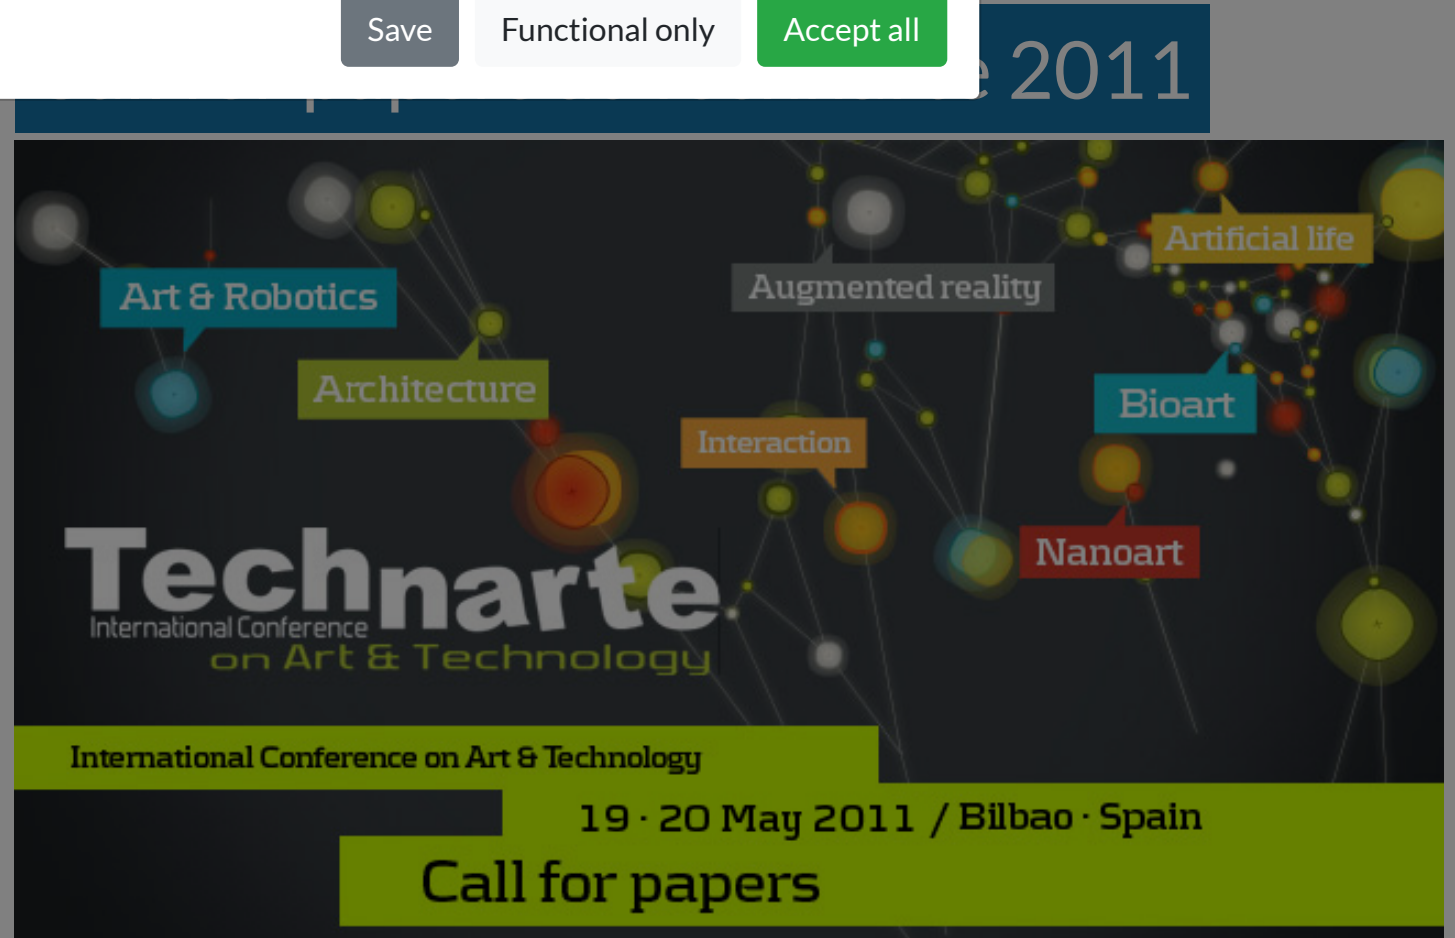 Save Functional only Accept all
2011
Artificial life
Augmented reality
Art & Robotics
Architecture
Bioart
Interaction
Nanoart
Technarte
International Conference
on Art & Technology
International Conference on Art & Technology
19 · 20 May 2011 / Bilbao · Spain
Call for papers